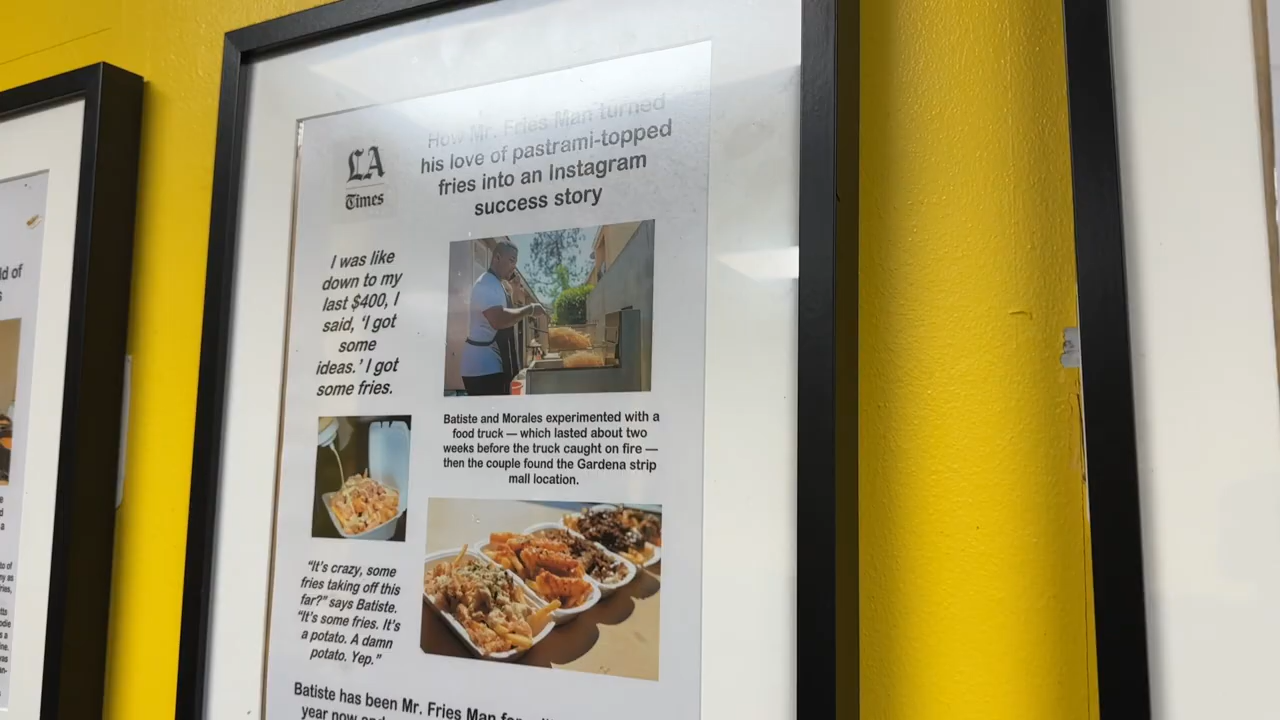 LA
Times
How Mr. Fries Man turned
his love of pastrami-topped
fries into an Instagram
success story
I was like
down to my
last $400, I
said, 'I got
some
ideas.' I got
some fries.
Batiste and Morales experimented with a
food truck — which lasted about two
weeks before the truck caught on fire —
then the couple found the Gardena strip
mall location.
"It's crazy, some
fries taking off this
far?" says Batiste.
"It's some fries. It's
a potato. A damn
potato. Yep."
Batiste has been Mr. Fries Man
year now